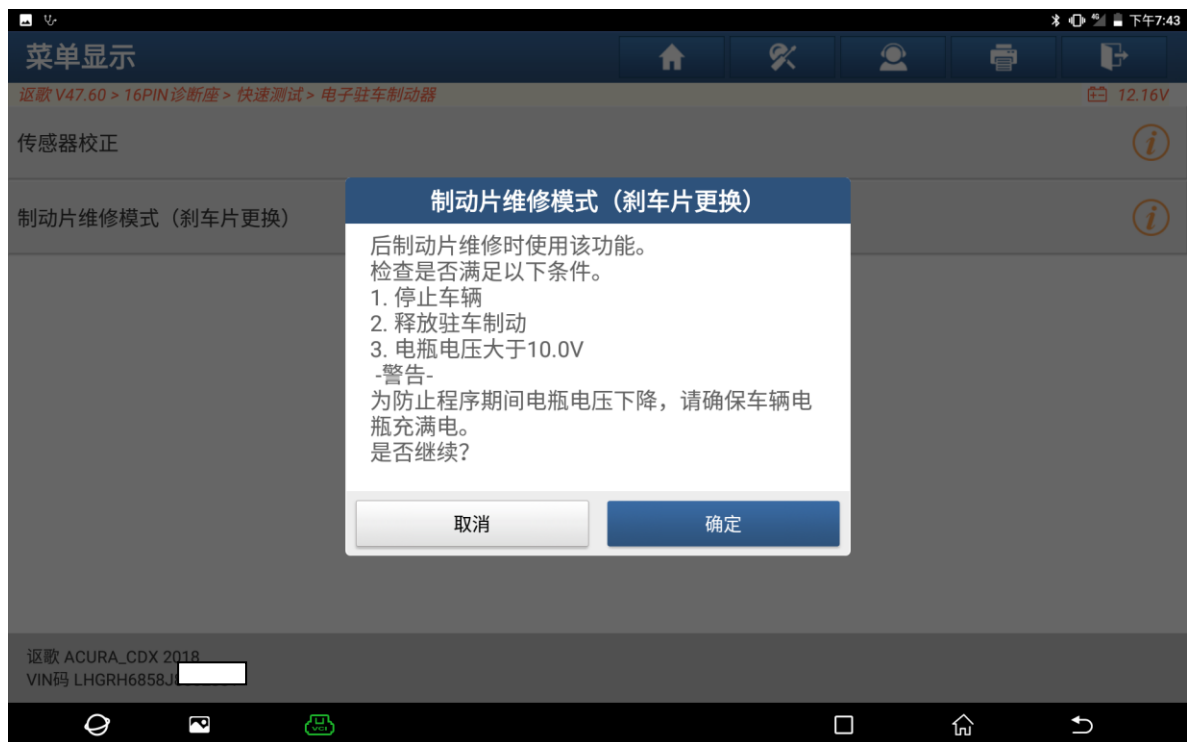 4G 下午7:43
菜单显示
讴歌 V47.60 > 16PIN诊断座 > 快速测试 > 电子驻车制动器
12.16V
传感器校正
制动片维修模式（刹车片更换）
制动片维修模式（刹车片更换）
后制动片维修时使用该功能。
检查是否满足以下条件。
1. 停止车辆
2. 释放驻车制动
3. 电瓶电压大于10.0V
-警告-
为防止程序期间电瓶电压下降，请确保车辆电
瓶充满电。
是否继续？
取消
确定
讴歌 ACURA_CDX 2018
VIN码 LHGRH6858J
VCI